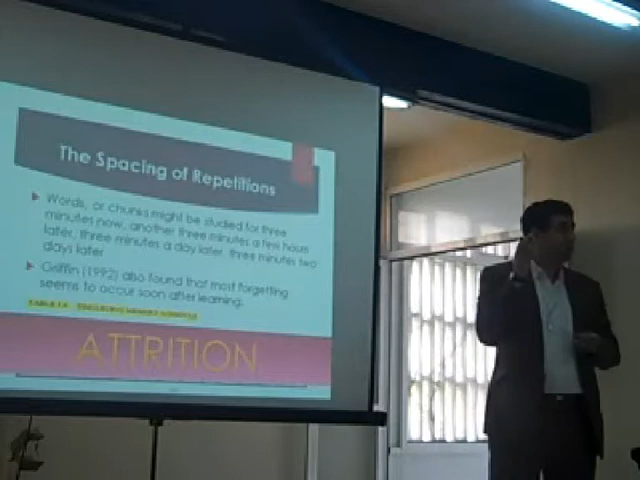 The Spacing of Repetitions
Words, or Chunks might be studied for three
minutes now, another three minutes a few hours
later, three minutes a day later, three minutes two
days later
Griffin (1992) also found that most forgetting
seems to occur soon after learning.
ATTRITION